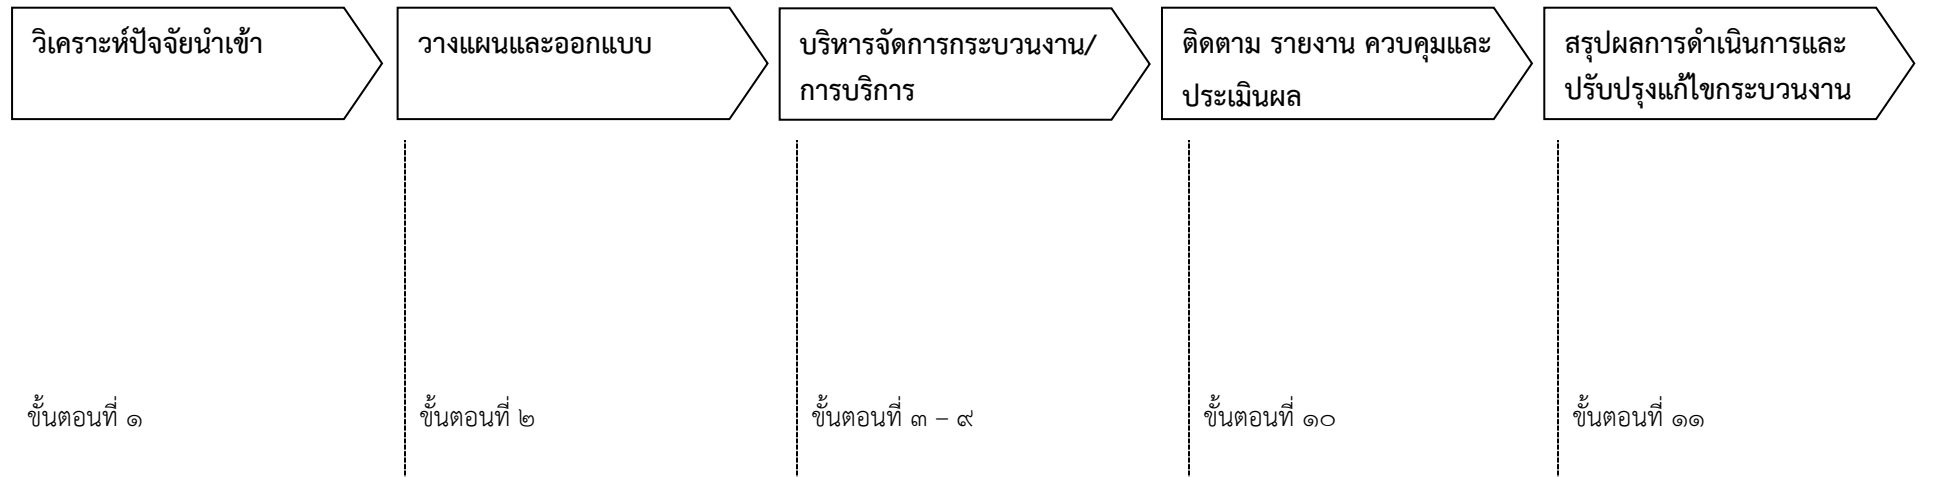 วิเคราะห์ปัจจัยนำเข้า
วางแผนและออกแบบ
บริหารจัดการกระบวนงาน/
การบริการ
ติดตาม รายงาน ควบคุมและ
ประเมินผล
สรุปผลการดำเนินการและ
ปรับปรุงแก้ไขกระบวนงาน
ขั้นตอนที่ ๑
ขั้นตอนที่ ๒
ขั้นตอนที่ ๓ – ๙
ขั้นตอนที่ ๑๐
ขั้นตอนที่ ๑๑